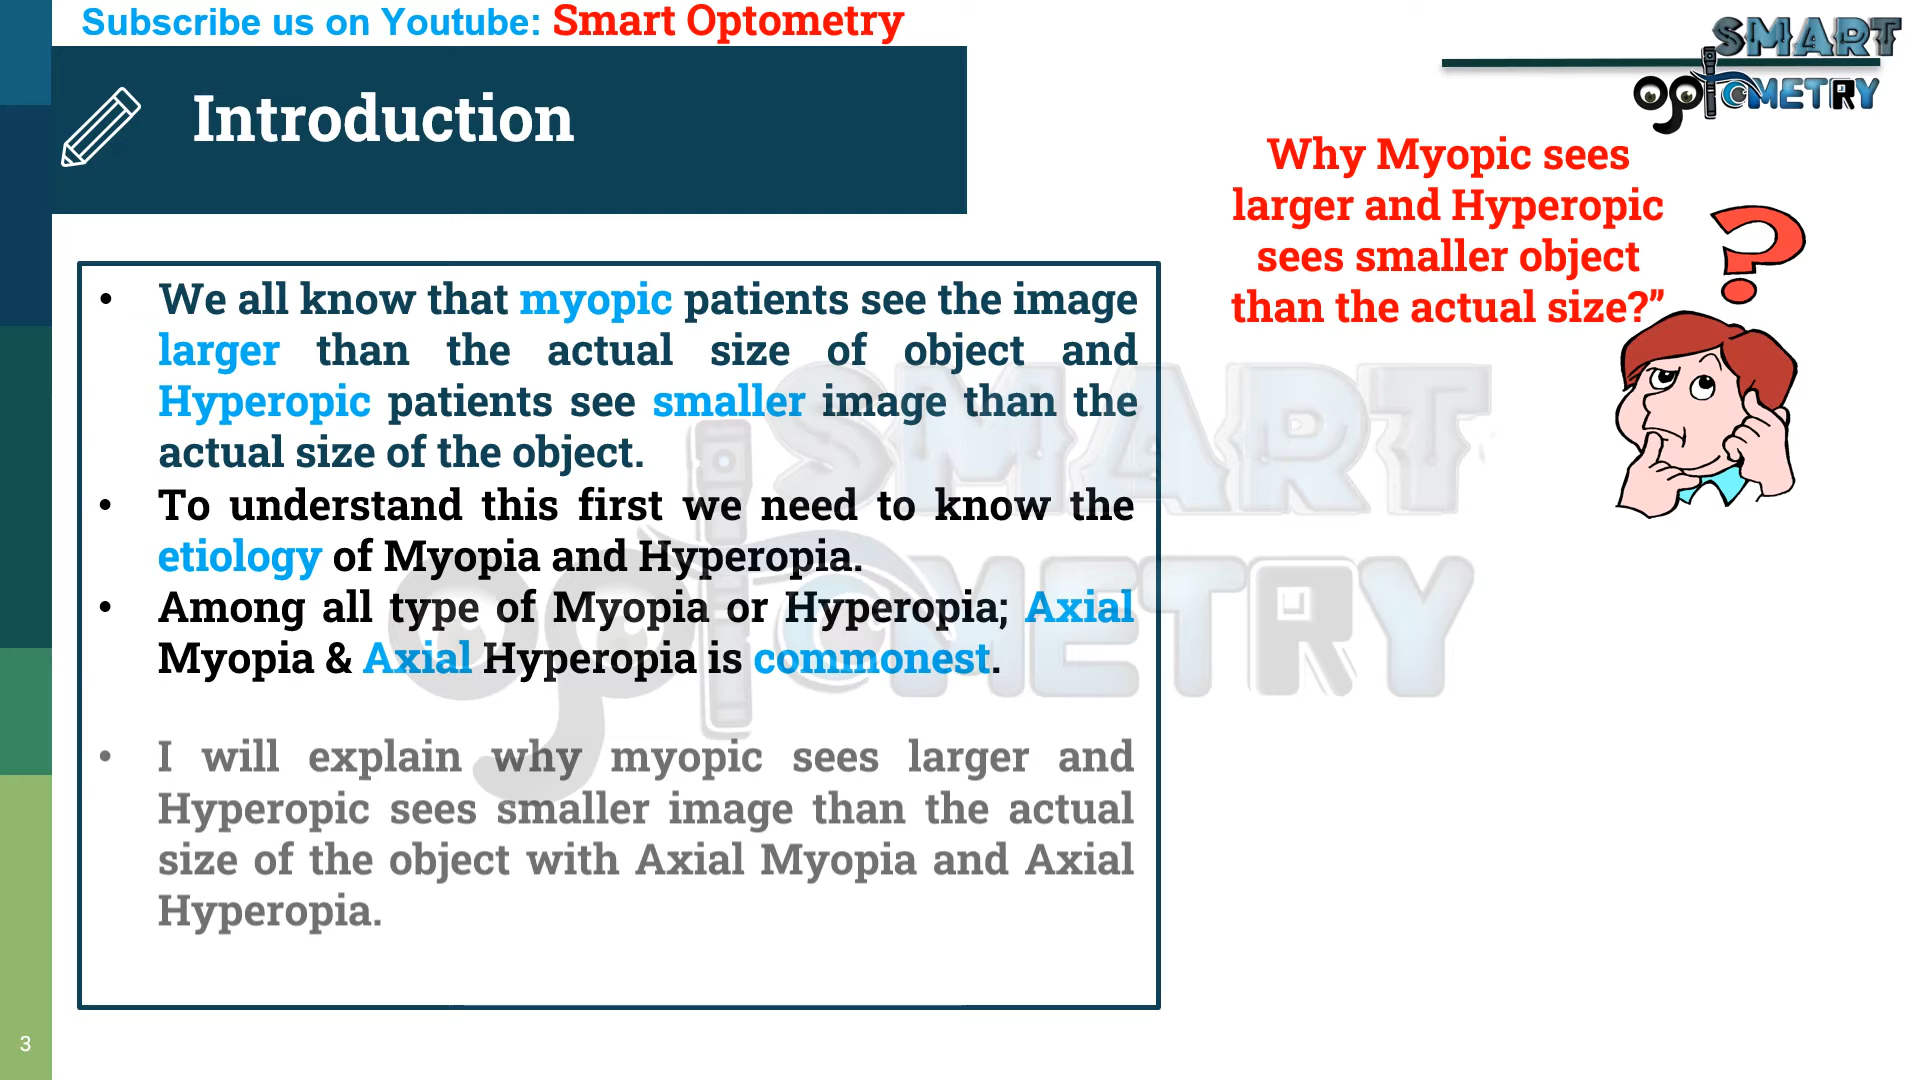 Subscribe us on Youtube: Smart Optometry
SMART
optOMETRY
Introduction
Why Myopic sees
larger and Hyperopic
sees smaller object
than the actual size?”
?
• We all know that myopic patients see the image
larger than the actual size of object and
Hyperopic patients see smaller image than the
actual size of the object.
• To understand this first we need to know the
etiology of Myopia and Hyperopia.
• Among all type of Myopia or Hyperopia; Axial
Myopia & Axial Hyperopia is commonest.
• I will explain why myopic sees larger and
Hyperopic sees smaller image than the actual
size of the object with Axial Myopia and Axial
Hyperopia.
SMART
optOMETRY
3